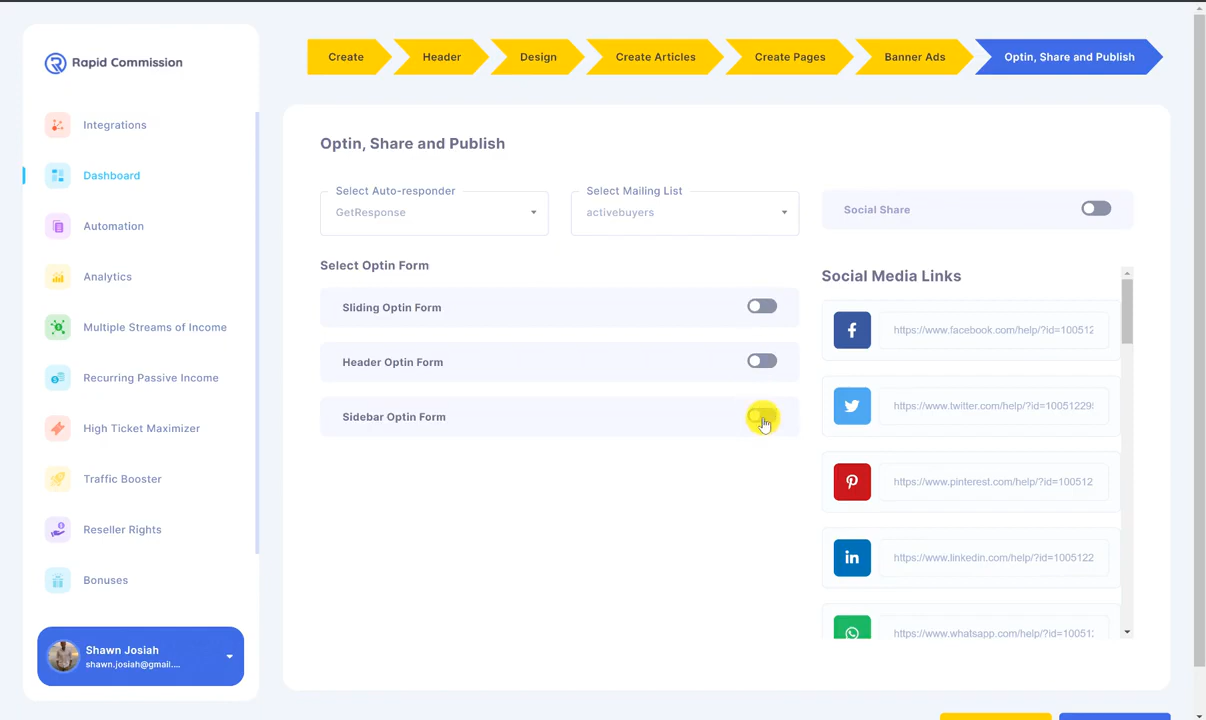 Rapid Commission
Integrations
Dashboard
Automation
Analytics
Multiple Streams of Income
Recurring Passive Income
High Ticket Maximizer
Traffic Booster
Reseller Rights
Bonuses
Shawn Josiah
shawn.josiah@gmail....
Create
Header
Design
Create Articles
Create Pages
Banner Ads
Optin, Share and Publish
Optin, Share and Publish
Select Auto-responder
GetResponse
Select Mailing List
activebuyers
Social Share
Select Optin Form
Sliding Optin Form
Header Optin Form
Sidebar Optin Form
Social Media Links
https://www.facebook.com/help/?id=100512
https://www.twitter.com/help/?id=10051229
https://www.pinterest.com/help/?id=100512
https://www.linkedin.com/help/?id=1005122
https://www.whatsapp.com/help/?id=10051